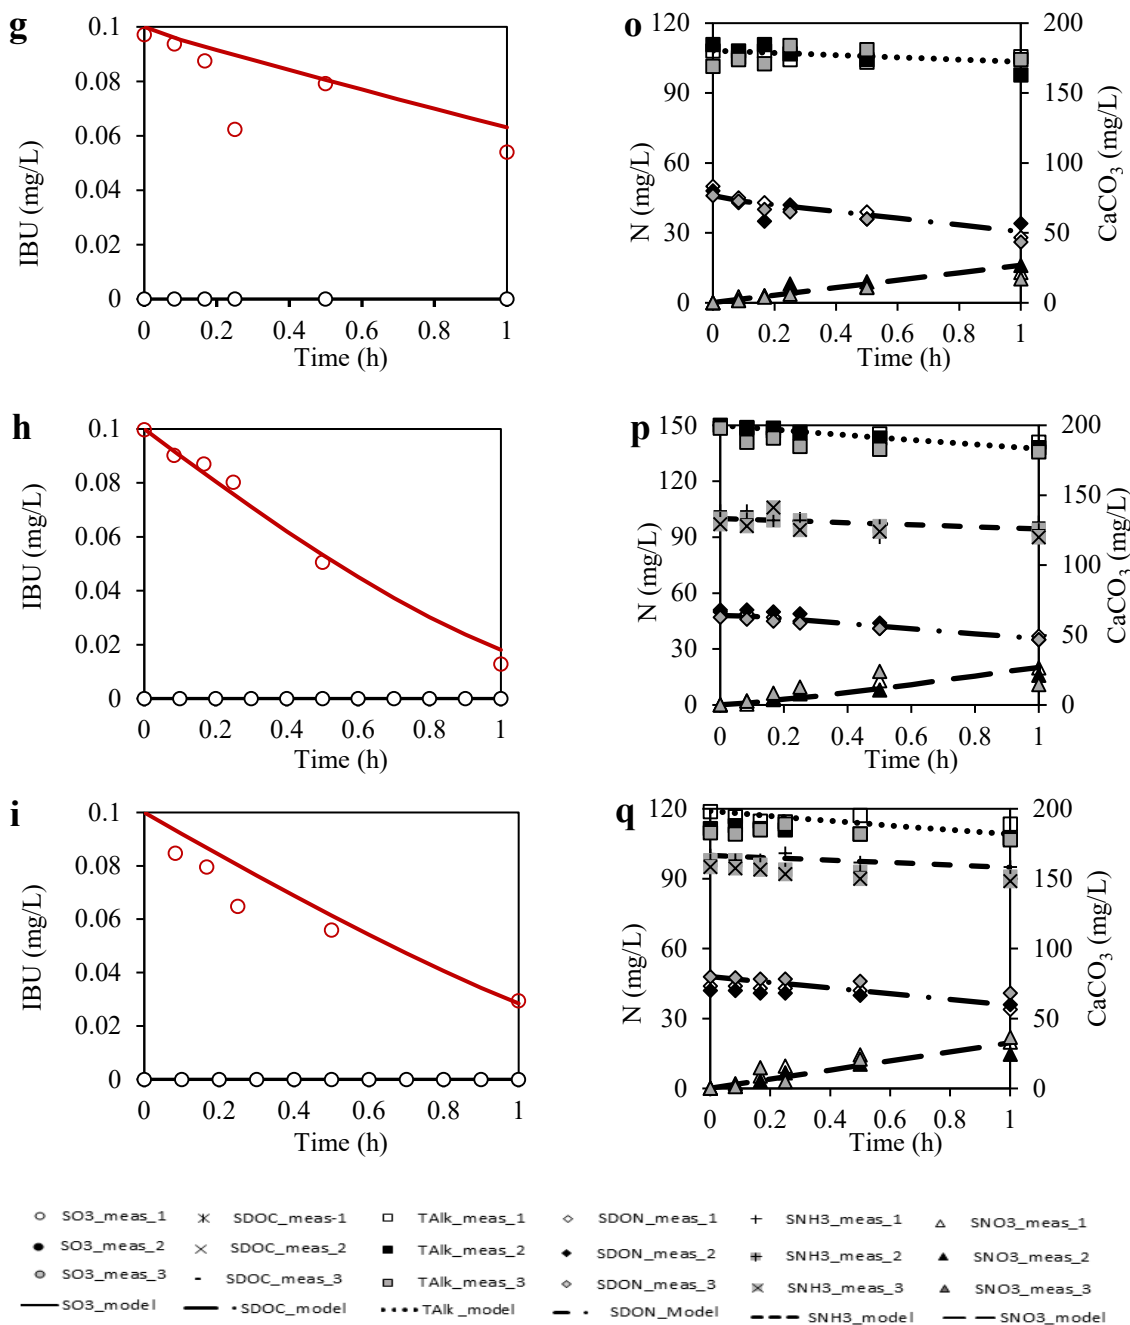 g
0.1
0.08
0.06
0.04
0.02
0
IBU (mg/L)
0 0.2 0.4 0.6 0.8 1
Time (h)
o
120
90
60
30
0
N (mg/L)
200
150
100
50
0
CaCO3 (mg/L)
0 0.2 0.4 0.6 0.8 1
Time (h)
h
0.1
0.08
0.06
0.04
0.02
0
IBU (mg/L)
0 0.2 0.4 0.6 0.8 1
Time (h)
p
150
120
90
60
30
0
N (mg/L)
200
150
100
50
0
CaCO3 (mg/L)
0 0.2 0.4 0.6 0.8 1
Time (h)
i
0.1
0.08
0.06
0.04
0.02
0
IBU (mg/L)
0 0.2 0.4 0.6 0.8 1
Time (h)
q
120
90
60
30
0
N (mg/L)
200
150
100
50
0
CaCO3 (mg/L)
0 0.2 0.4 0.6 0.8 1
Time (h)
SO3_meas_1 SDOC_meas-1 TAlk_meas_1 SDON_meas_1 SNH3_meas_1 SNO3_meas_1
SO3_meas_2 SDOC_meas_2 TAlk_meas_2 SDON_meas_2 SNH3_meas_2 SNO3_meas_2
SO3_meas_3 SDOC_meas_3 TAlk_meas_3 SDON_meas_3 SNH3_meas_3 SNO3_meas_3
SO3_model SDOC_model TAlk_model SDON_Model SNH3_model SNO3_model